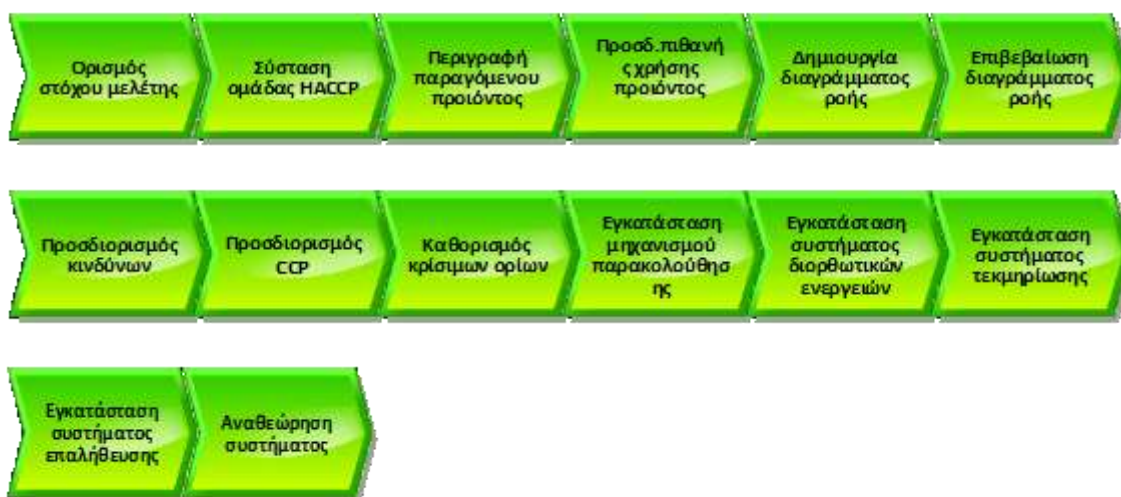 Ορισμός
στόχου μελέτης
Σύσταση
ομάδας HACCP
Περιγραφή
παραγόμενου
προιόντος
Προσδ.πιθανή
ς χρήσης
προιόντος
Δημιουργία
διαγράμματος
ροής
Επιβεβαίωση
διαγράμματος
ροής
Προσδιορισμός
κινδύνων
Προσδιορισμός
CCP
Καθορισμός
κρίσιμων ορίων
Εγκατάσταση
μηχανισμού
παρακολούθησ
ης
Εγκατάσταση
συστήματος
διορθωτικών
ενεργειών
Εγκατάσταση
συστήματος
τεκμηρίωσης
Εγκατάσταση
συστήματος
επαλήθευσης
Αναθεώρηση
συστήματος